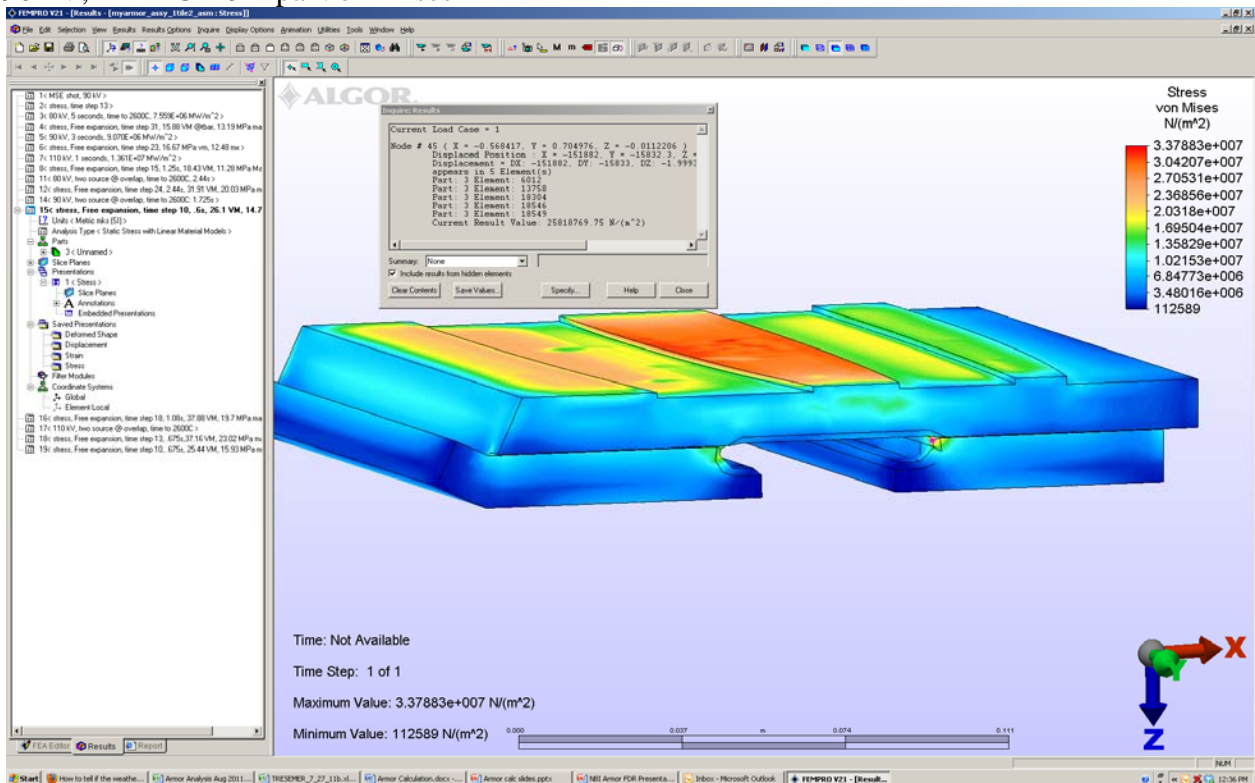 FEMPRO V21 - [Results - [myarmor_assy_1tile2_asm : Stress]]
File Edit Selection View Results Results Options Inquire Display Options Animation Utilities Tools Window Help
1< MSE shot, 90 kV >
2< stress, time step 13 >
3< 80 kV, 5 seconds, time to 2600C, 7.559E+06 MW/m^2 >
4< stress, Free expansion, time step 31, 15.88 VM @tbar, 13.19 MPa ma
5< 90 kV, 3 seconds, 9.070E+06 MW/m^2 >
6< stress, Free expansion, time step 23, 16.67 MPa vm, 12.48 mx >
7< 110 kV, 1 seconds, 1.361E+07 MW/m^2 >
8< stress, Free expansion, time step 15, 1.25s, 18.43 VM, 11.28 MPa Ma
11< 80 kV, two source @ overlap, time to 2600C, 2.44s >
12< stress, Free expansion, time step 24, 2.44s, 31.91 VM, 20.03 MPa m
14< 90 kV, two source @ overlap, time to 2600C: 1.725s >
15< stress, Free expansion, time step 10, .6s, 26.1 VM, 14.7
Units < Metric mks (SI) >
Analysis Type < Static Stress with Linear Material Models >
Parts
3 < Unnamed >
Slice Planes
Presentations
1 < Stress >
Slice Planes
Annotations
Embedded Presentations
Saved Presentations
Deformed Shape
Displacement
Strain
Stress
Filter Modules
Coordinate Systems
Global
Element Local
16< stress, Free expansion, time step 18, 1.08s, 37.88 VM, 19.7 MPa ma
17< 110 kV, two source @ overlap, time to 2600C >
18< stress, Free expansion, time step 13, .675s,37.16 VM, 23.02 MPa m
19< stress, Free expansion, time step 10, .675s, 25.44 VM, 15.93 MPa m
FEA Editor Results Report
ALGOR.
Inquire: Results
Current Load Case = 1
Node # 45 ( X = -0.568417, Y = 0.704976, Z = -0.0112206 )
Displaced Position : X = -151882, Y = -15832.3, Z =
Displacement = DX: -151882, DY: -15833, DZ: -1.9993
appears in 5 Element(s)
Part: 3 Element: 6012
Part: 3 Element: 13758
Part: 3 Element: 18304
Part: 3 Element: 18546
Part: 3 Element: 18549
Current Result Value: 25818769.75 N/(m^2)
Summary: None
Include results from hidden elements
Clear Contents Save Values... Specify... Help Close
Stress
von Mises
N/(m^2)
3.37883e+007
3.04207e+007
2.70531e+007
2.36856e+007
2.0318e+007
1.69504e+007
1.35829e+007
1.02153e+007
6.84773e+006
3.48016e+006
112589
Time: Not Available
Time Step: 1 of 1
Maximum Value: 3.37883e+007 N/(m^2)
Minimum Value: 112589 N/(m^2)
0.000 0.037 m 0.074 0.111
X
Y
Z
NUM
Start How to tell if the weathe... Armor Analysis Aug 2011... TRESEMER_7_27_11b.xl... Armor Calculation.docx -... Armor calc slides.pptx NBI Armor FDR Presenta... Inbox - Microsoft Outlook FEMPRO V21 - [Result... 12:36 PM